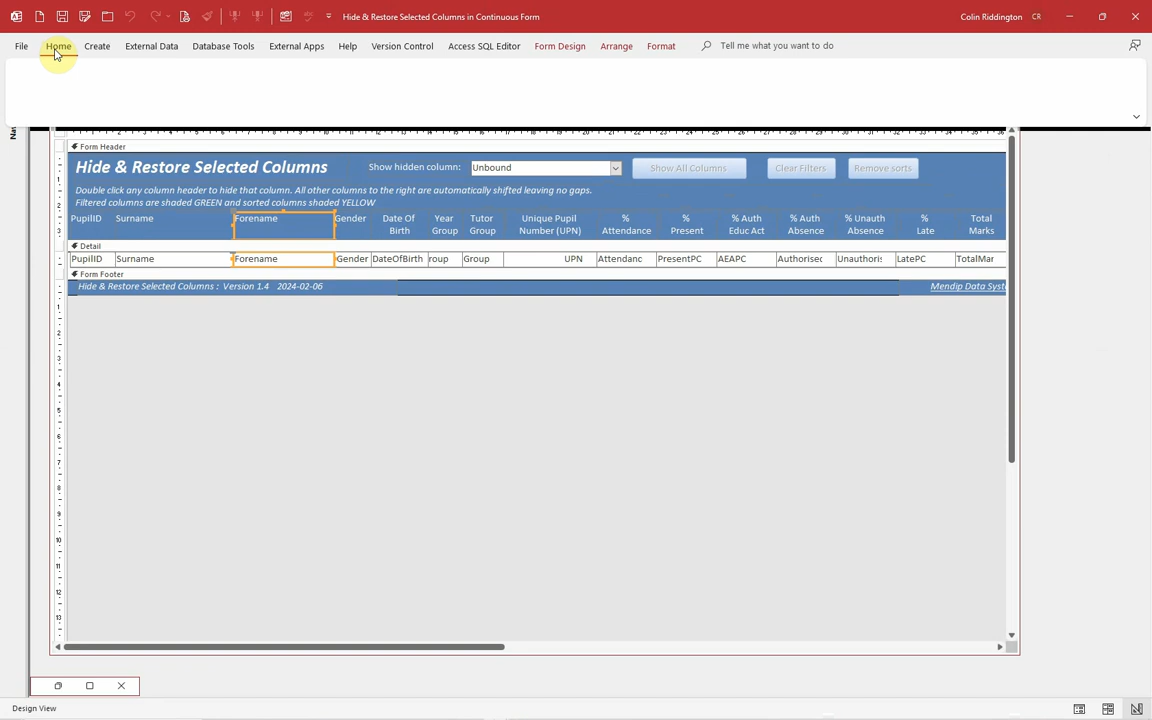 Hide & Restore Selected Columns in Continuous Form
Colin Riddington CR
File Home Create External Data Database Tools External Apps Help Version Control Access SQL Editor Form Design Arrange Format Tell me what you want to do
Form Header
Hide & Restore Selected Columns Show hidden column: Unbound Show All Columns Clear Filters Remove sorts
Double click any column header to hide that column. All other columns to the right are automatically shifted leaving no gaps.
Filtered columns are shaded GREEN and sorted columns shaded YELLOW
PupilID Surname Forename Gender Date Of Year Tutor Unique Pupil % % % Auth % Auth % Unauth % Total
Birth Group Group Number (UPN) Attendance Present Educ Act Absence Absence Late Marks
Detail
PupilID Surname Forename Gender DateOfBirth roup Group UPN Attendanc PresentPC AEAPC Authorisec Unauthoris LatePC TotalMar
Form Footer
Hide & Restore Selected Columns : Version 1.4 2024-02-06 Mendip Data Syst
Design View